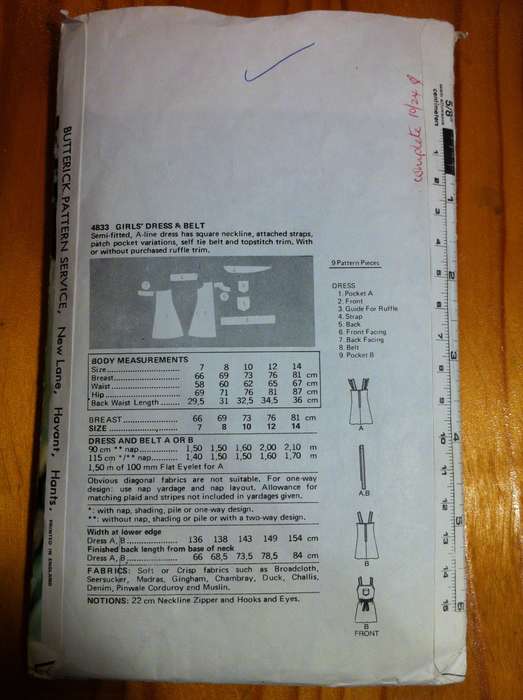 complete 19/24
5/8"
centimeters
BUTTERICK PATTERN SERVICE, New Lane, Havant, Hants.
PRINTED IN ENGLAND
4833 GIRLS' DRESS & BELT
Semi-fitted, A-line dress has square neckline, attached straps,
patch pocket variations, self tie belt and topstitch trim. With
or without purchased ruffle trim.
9 Pattern Pieces
DRESS
1. Pocket A
2. Front
3. Guide For Ruffle
4. Strap
5. Back
6. Front Facing
7. Back Facing
8. Belt
9. Pocket B
BODY MEASUREMENTS
Size 7 8 10 12 14
Breast 66 69 73 76 81 cm
Waist 58 60 62 65 67 cm
Hip 69 71 76 81 87 cm
Back Waist Length 29,5 31 32,5 34,5 36 cm
BREAST 66 69 73 76 81 cm
SIZE 7 8 10 12 14
DRESS AND BELT A OR B
90 cm ** nap 1,50 1,50 1,60 2,00 2,10 m
115 cm */** nap 1,40 1,50 1,50 1,60 1,70 m
1,50 m of 100 mm Flat Eyelet for A
Obvious diagonal fabrics are not suitable. For one-way
design: use nap yardage and nap layout. Allowance for
matching plaid and stripes not included in yardages given.
*: with nap, shading, pile or one-way design.
**: without nap, shading or pile or with a two-way design.
Width at lower edge
Dress A, B 136 138 143 149 154 cm
Finished back length from base of neck
Dress A, B 66 68,5 73,5 78,5 84 cm
FABRICS: Soft or Crisp fabrics such as Broadcloth,
Seersucker, Madras, Gingham, Chambray, Duck, Challis,
Denim, Pinwale Corduroy and Muslin.
NOTIONS: 22 cm Neckline Zipper and Hooks and Eyes.
A
A,B
B
B
FRONT